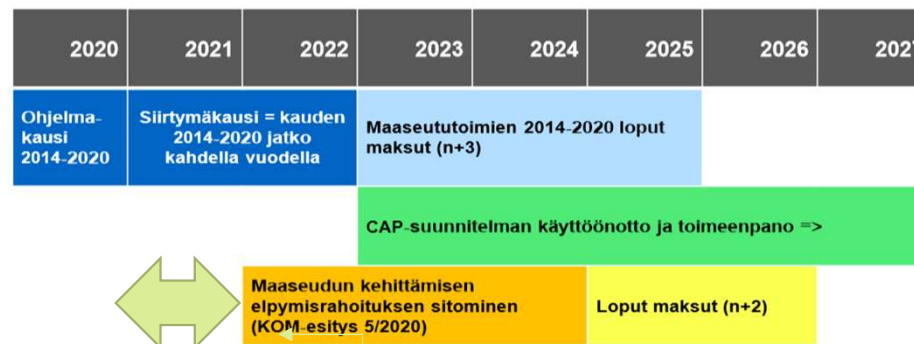 2020 2021 2022 2023 2024 2025 2026 2027
Ohjelma-
kausi
2014-2020
Siirtymäkausi = kauden
2014-2020 jatko
kahdella vuodella
Maaseututoimien 2014-2020 loput
maksut (n+3)
CAP-suunnitelman käyttöönotto ja toimeenpano =>
Maaseudun kehittämisen
elpymisrahoituksen sitominen
(KOM-esitys 5/2020)
Loput maksut (n+2)